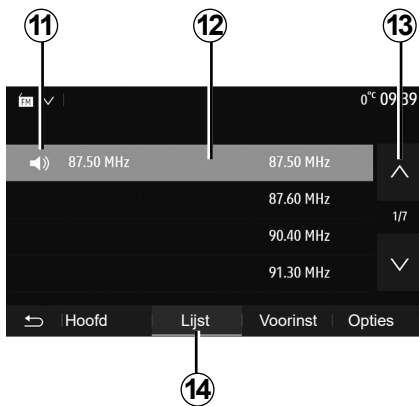 11 12 13
FM 0°C 09 39
87.50 MHz 87.50 MHz
87.60 MHz
1/7
90.40 MHz
91.30 MHz
Hoofd Lijst Voorinst Opties
14